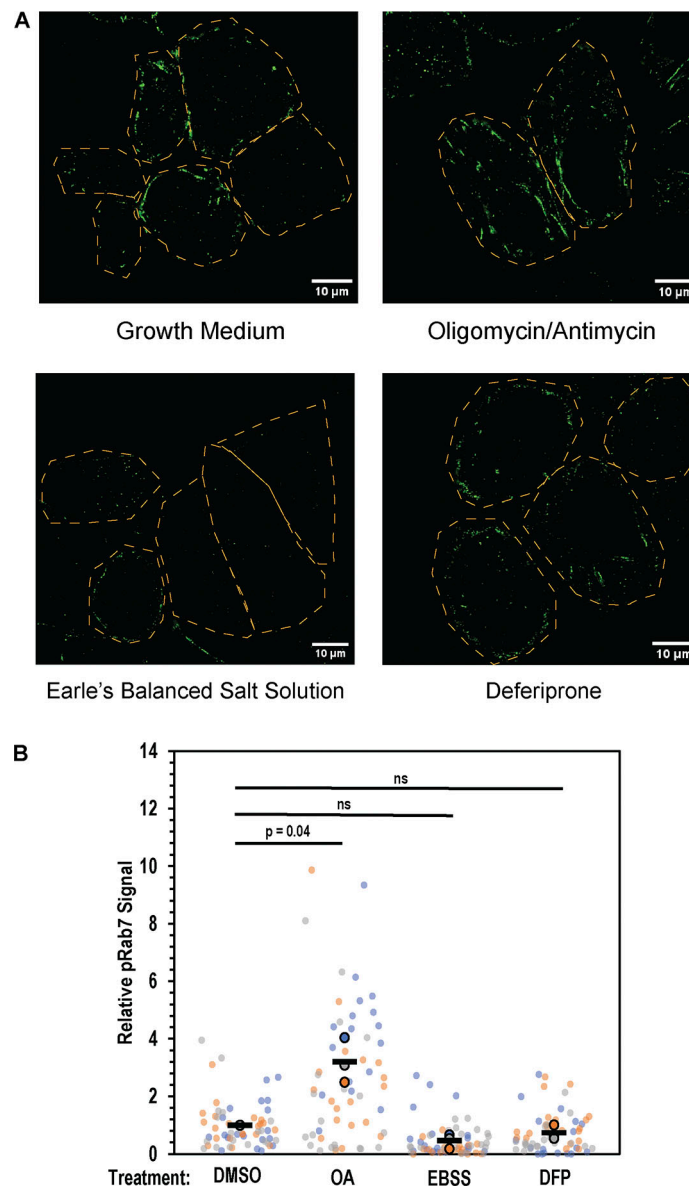 A
10 µm
10 µm
Growth Medium
Oligomycin/Antimycin
10 µm
10 µm
Earle's Balanced Salt Solution
Deferiprone
B
Relative pRab7 Signal
14
12
10
8
6
4
2
0
ns
ns
p = 0.04
Treatment: DMSO OA EBSS DFP